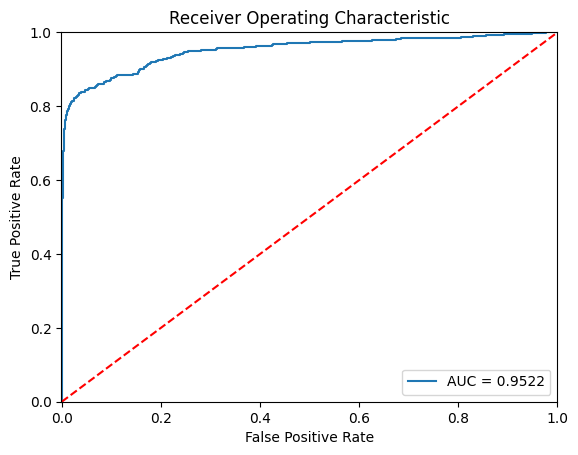 Receiver Operating Characteristic
1.0
0.8
0.6
0.4
0.2
0.0
True Positive Rate
AUC = 0.9522
0.0 0.2 0.4 0.6 0.8 1.0
False Positive Rate